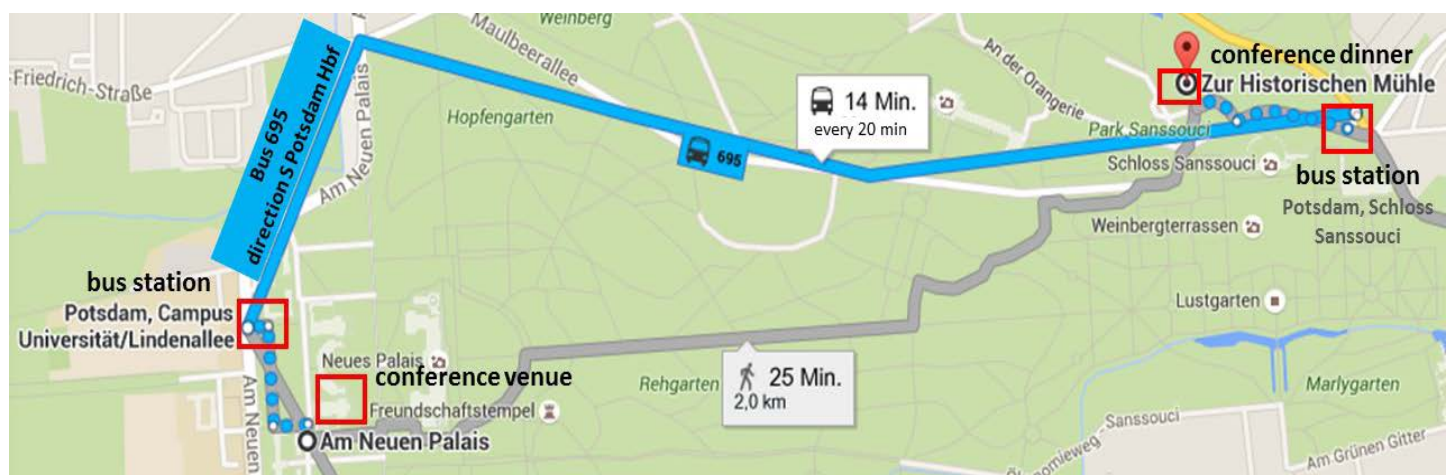 Weinberg
Maulbeerallee
An der Orangerie
conference dinner
Zur Historischen Mühle
-Friedrich-Straße
Bus 695
direction S Potsdam Hbf
Am Neuen Palais
Hopfengarten
14 Min.
every 20 min
695
Park Sanssouci
Schloss Sanssouci
bus station
Potsdam, Schloss
Sanssouci
Weinbergterrassen
Lustgarten
bus station
Potsdam, Campus
Universität/Lindenallee
Neues Palais
conference venue
Freundschaftstempel
Rehgarten
25 Min.
2,0 km
Marlygarten
Sanssouci
Am Neuen
Am Neuen Palais
Am Grünen Gitter